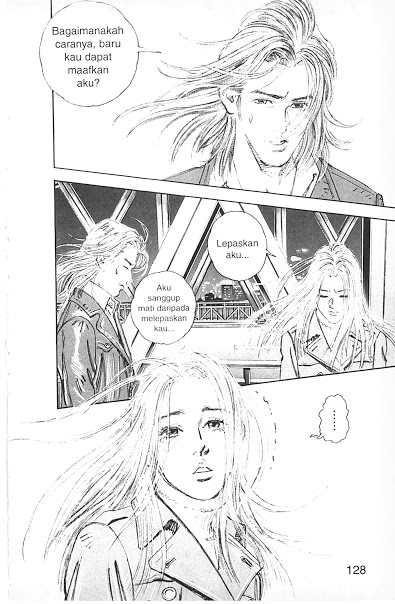 Bagaimanakah
caranya, baru
kau dapat
maafkan
aku?
Lepaskan
aku...
Aku
sanggup
mati daripada
melepaskan
kau...
......
128